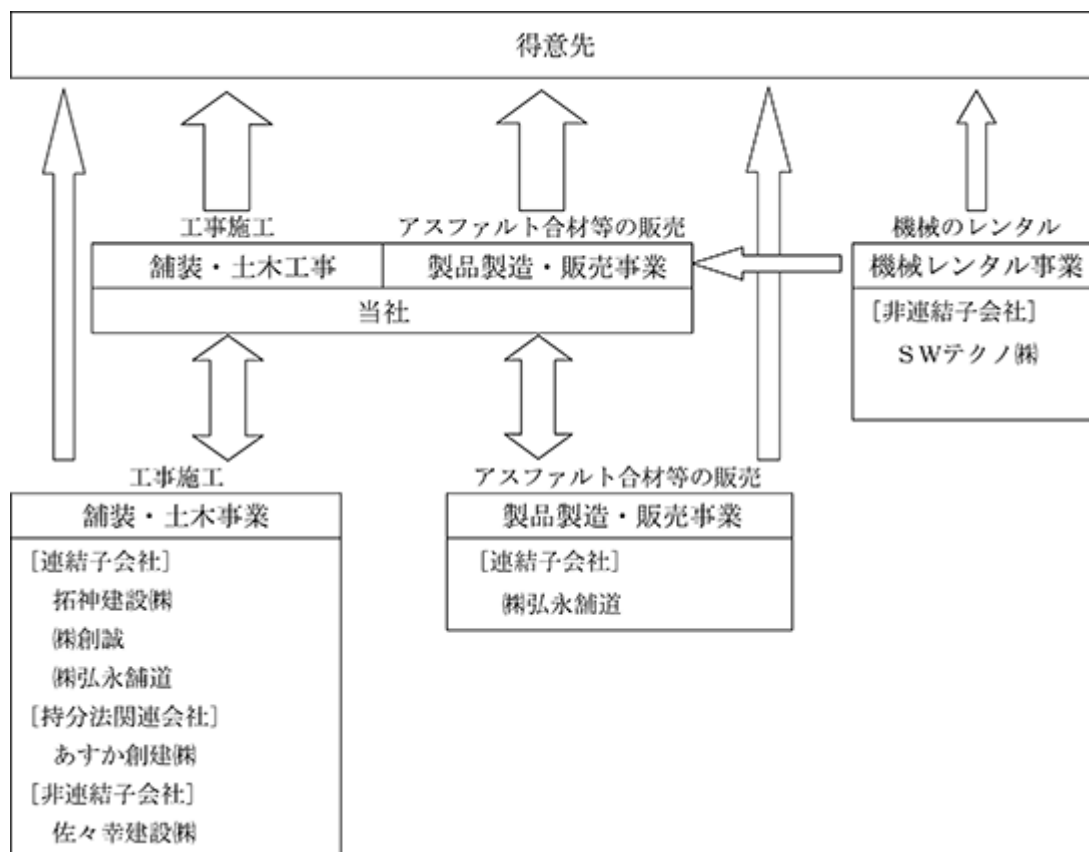 得意先
工事施工
アスファルト合材等の販売
機械のレンタル
舗装・土木工事
製品製造・販売事業
機械レンタル事業
当社
［非連結子会社］
ＳＷテクノ㈱
工事施工
アスファルト合材等の販売
舗装・土木事業
製品製造・販売事業
［連結子会社］
拓神建設㈱
㈱創誠
㈱弘永舗道
［持分法関連会社］
あすか創建㈱
［非連結子会社］
佐々幸建設㈱
［連結子会社］
㈱弘永舗道